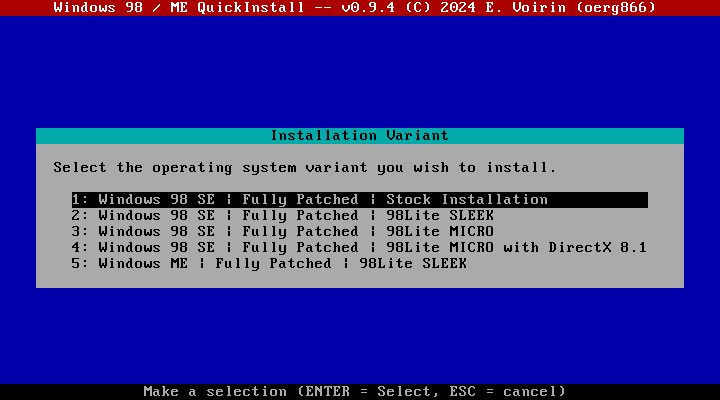 Windows 98 / ME QuickInstall -- v0.9.4 (C) 2024 E. Voirin (oerg866)
Installation Variant
Select the operating system variant you wish to install.
1: Windows 98 SE ¦ Fully Patched ¦ Stock Installation
2: Windows 98 SE ¦ Fully Patched ¦ 98Lite SLEEK
3: Windows 98 SE ¦ Fully Patched ¦ 98Lite MICRO
4: Windows 98 SE ¦ Fully Patched ¦ 98Lite MICRO with DirectX 8.1
5: Windows ME ¦ Fully Patched ¦ 98Lite SLEEK
Make a selection (ENTER = Select, ESC = cancel)